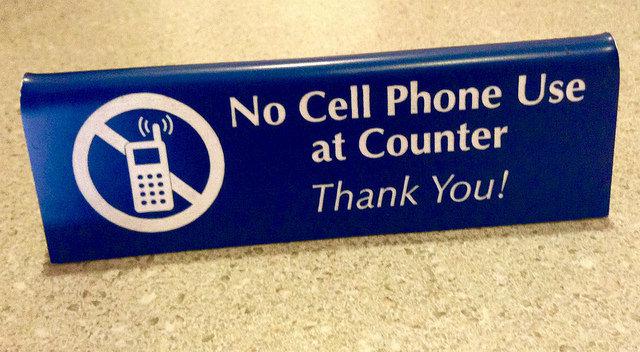 No Cell Phone Use
at Counter
Thank You!